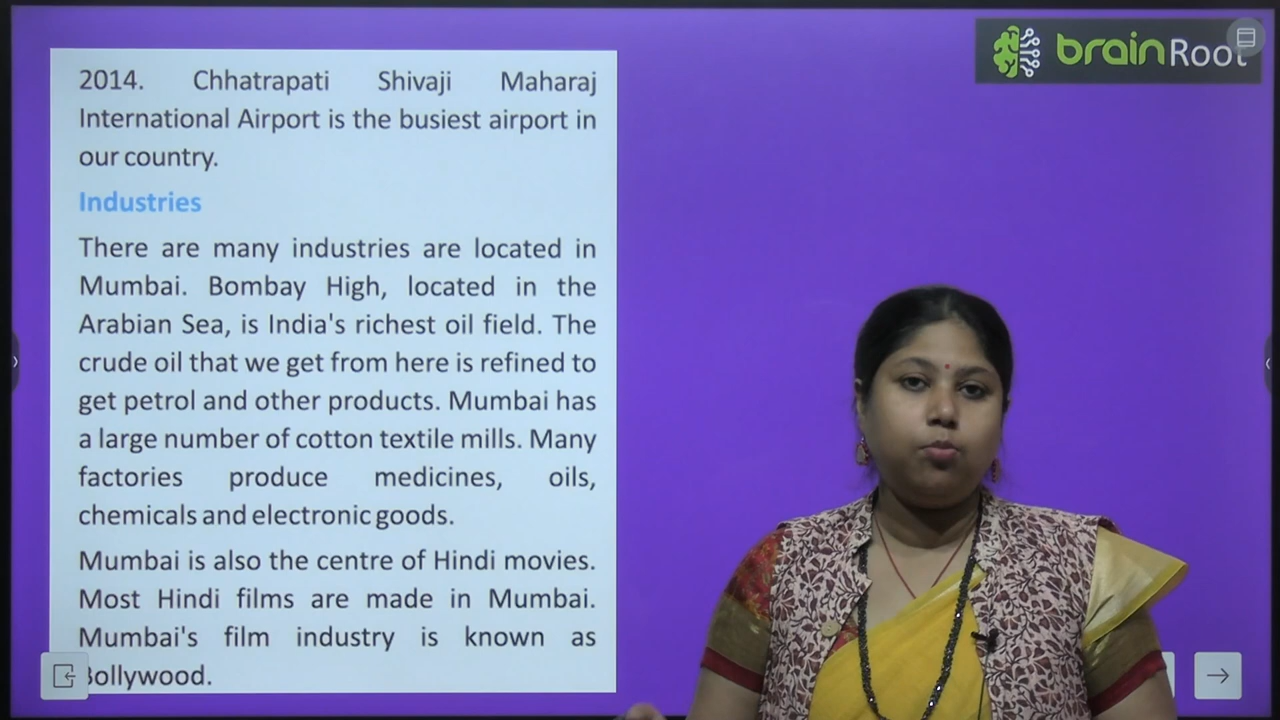 brainRoot
2014. Chhatrapati Shivaji Maharaj
International Airport is the busiest airport in
our country.
Industries
There are many industries are located in
Mumbai. Bombay High, located in the
Arabian Sea, is India's richest oil field. The
crude oil that we get from here is refined to
get petrol and other products. Mumbai has
a large number of cotton textile mills. Many
factories produce medicines, oils,
chemicals and electronic goods.
Mumbai is also the centre of Hindi movies.
Most Hindi films are made in Mumbai.
Mumbai's film industry is known as
Bollywood.